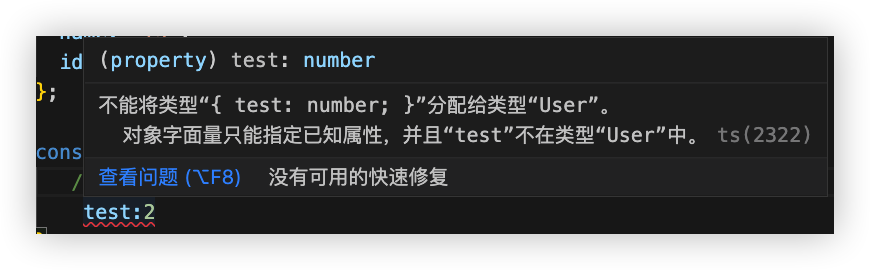 id
(property) test: number
};
不能将类型“{ test: number; }”分配给类型“User”。
对象字面量只能指定已知属性，并且“test”不在类型“User”中。 ts(2322)
cons
/
查看问题 (⌥F8) 没有可用的快速修复
test:2